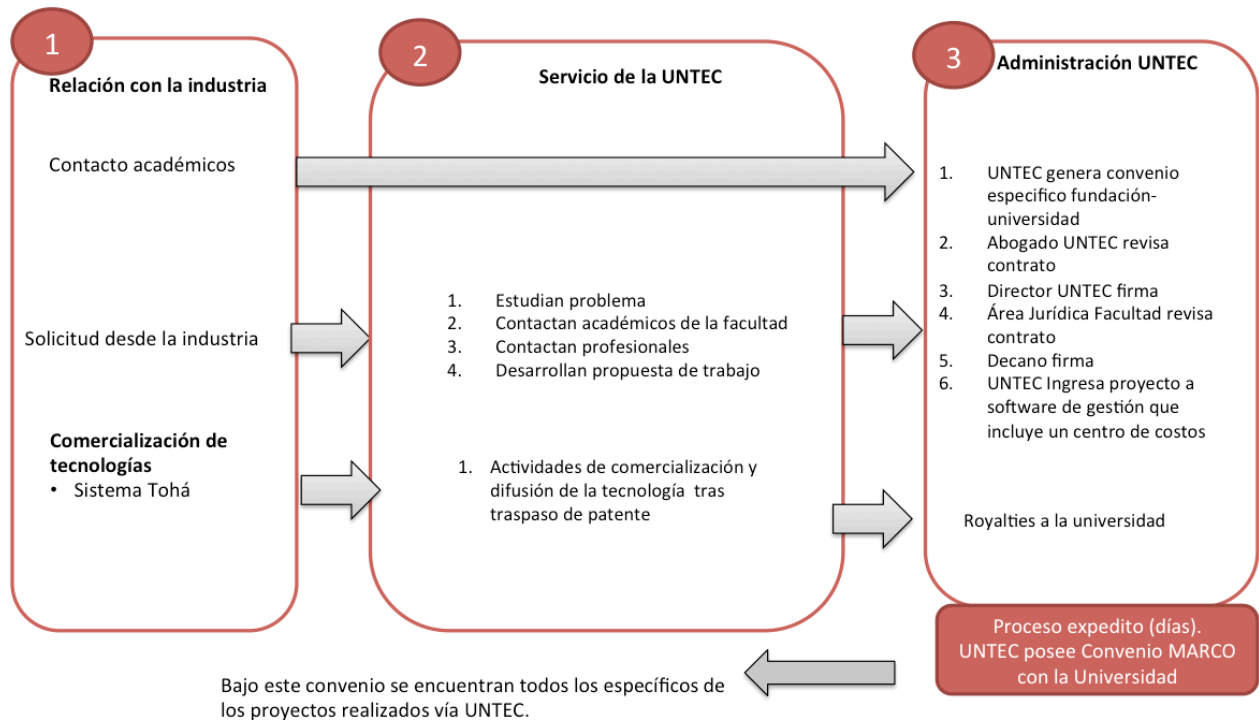 1
Relación con la industria
Contacto académicos
Solicitud desde la industria
Comercialización de
tecnologías
• Sistema Tohá
2
Servicio de la UNTEC
1. Estudian problema
2. Contactan académicos de la facultad
3. Contactan profesionales
4. Desarrollan propuesta de trabajo
1. Actividades de comercialización y
difusión de la tecnología tras
traspaso de patente
3
Administración UNTEC
1. UNTEC genera convenio
especifico fundación-
universidad
2. Abogado UNTEC revisa
contrato
3. Director UNTEC firma
4. Área Jurídica Facultad revisa
contrato
5. Decano firma
6. UNTEC Ingresa proyecto a
software de gestión que
incluye un centro de costos
Royalties a la universidad
Proceso expedito (días).
UNTEC posee Convenio MARCO
con la Universidad
Bajo este convenio se encuentran todos los específicos de
los proyectos realizados vía UNTEC.